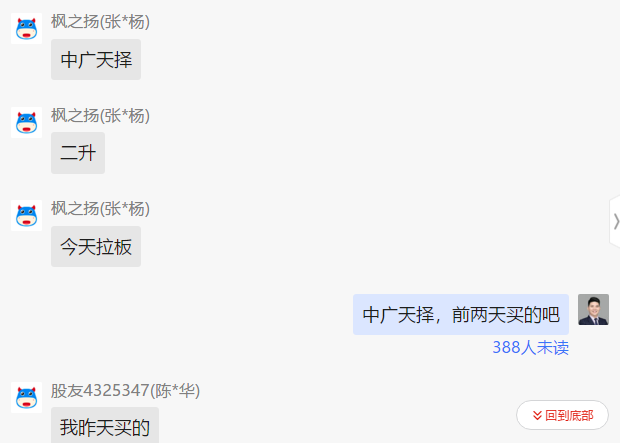 枫之扬(张*杨)
中广天择
枫之扬(张*杨)
二升
枫之扬(张*杨)
今天拉板
中广天择，前两天买的吧
388人未读
股友4325347(陈*华)
我昨天买的
回到底部